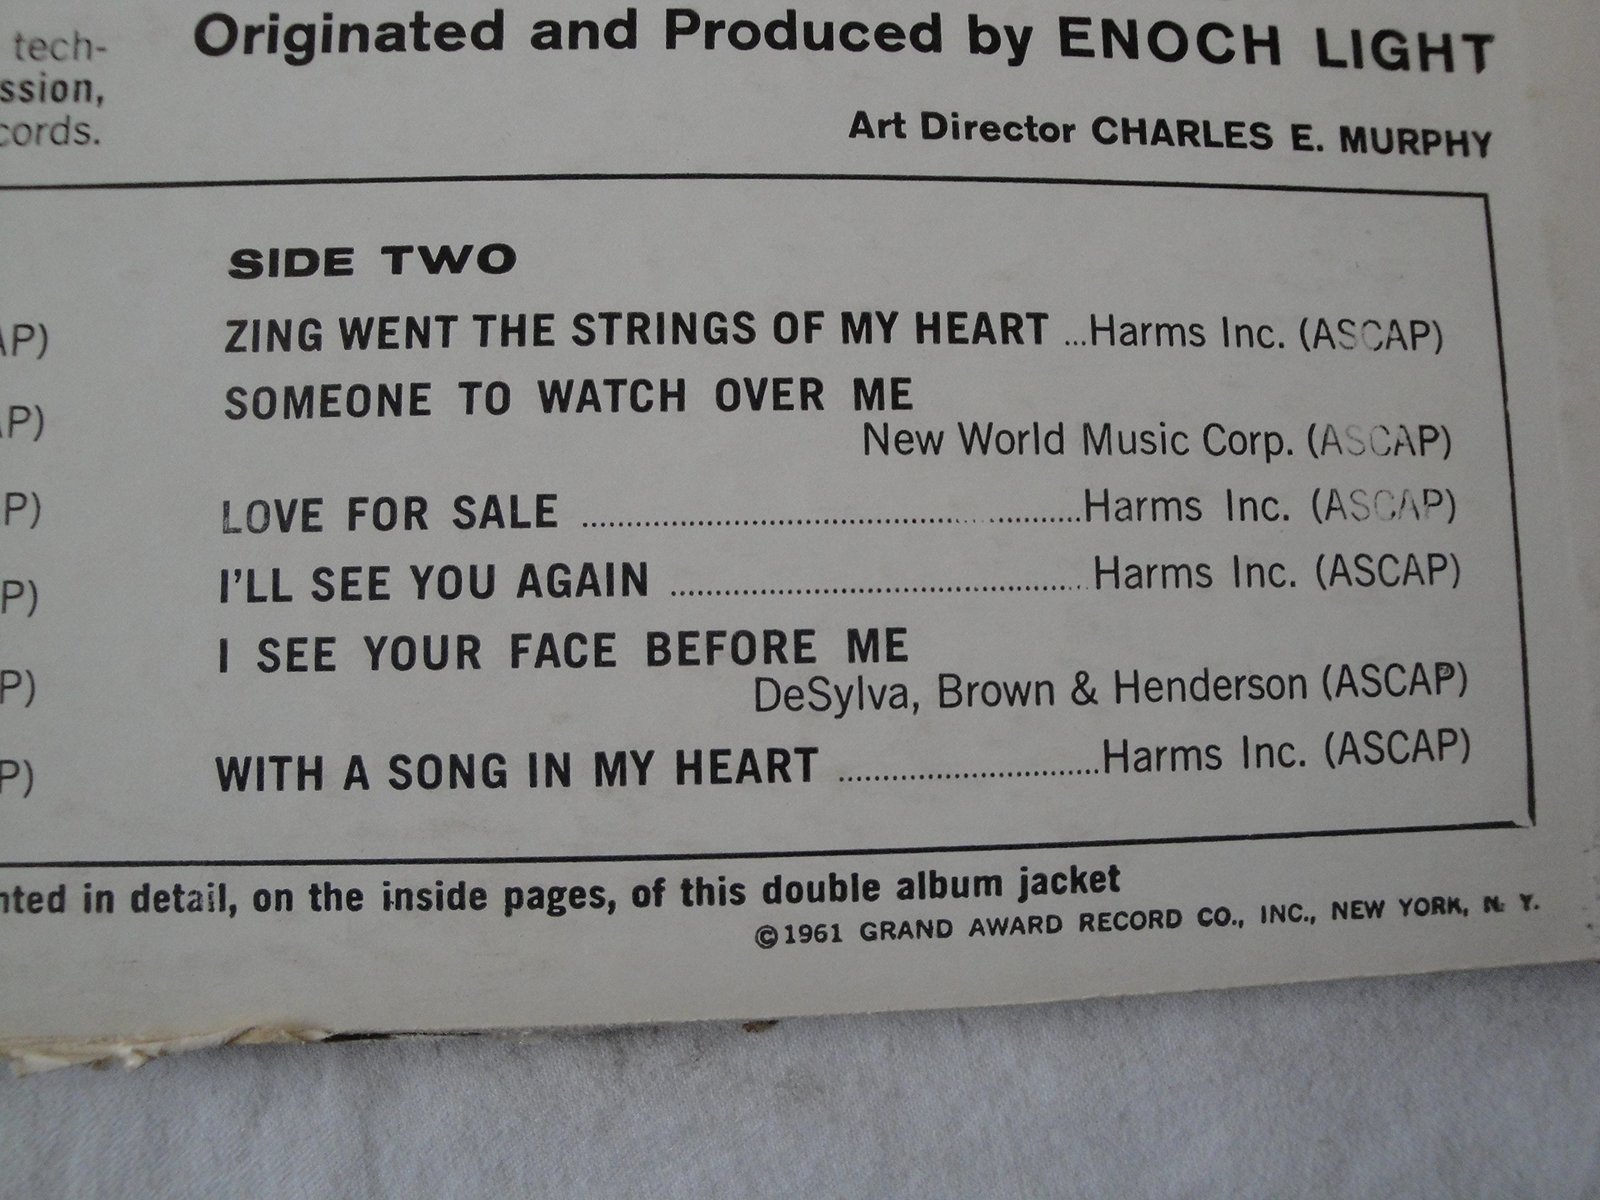 tech-
ssion,
cords.
Originated and Produced by ENOCH LIGHT
Art Director CHARLES E. MURPHY
AP)
AP)
P)
P)
P)
P)
SIDE TWO
ZING WENT THE STRINGS OF MY HEART ...Harms Inc. (ASCAP)
SOMEONE TO WATCH OVER ME
New World Music Corp. (ASCAP)
LOVE FOR SALE ..........................................Harms Inc. (ASCAP)
I'LL SEE YOU AGAIN ..........................................Harms Inc. (ASCAP)
I SEE YOUR FACE BEFORE ME
DeSylva, Brown & Henderson (ASCAP)
WITH A SONG IN MY HEART .............................Harms Inc. (ASCAP)
nted in detail, on the inside pages, of this double album jacket
©1961 GRAND AWARD RECORD CO., INC., NEW YORK, N. Y.